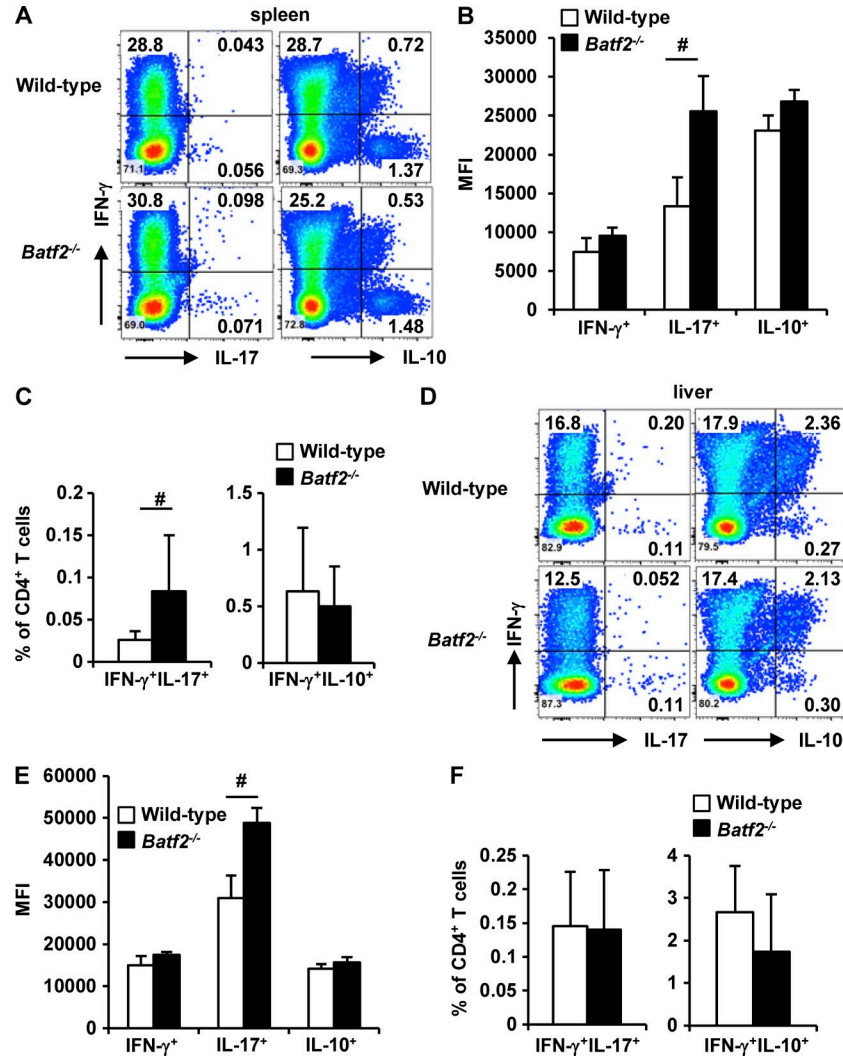 A
spleen
Wild-type
Batf2-/-
28.8 0.043
71.1 0.056
28.7 0.72
69.3 1.37
30.8 0.098
69.0 0.071
25.2 0.53
72.8 1.48
IFN-γ
IL-17 IL-10
B
Wild-type
Batf2-/-
MFI
35000
30000
25000
20000
15000
10000
5000
0
#
IFN-γ+ IL-17+ IL-10+
C
Wild-type
Batf2-/-
% of CD4+ T cells
0.2
0.15
0.1
0.05
0
#
IFN-γ+IL-17+
1.5
1
0.5
0
IFN-γ+IL-10+
D
liver
Wild-type
Batf2-/-
16.8 0.20
82.9 0.11
17.9 2.36
79.5 0.27
12.5 0.052
87.3 0.11
17.4 2.13
80.2 0.30
IFN-γ
IL-17 IL-10
E
Wild-type
Batf2-/-
MFI
60000
50000
40000
30000
20000
10000
0
#
IFN-γ+ IL-17+ IL-10+
F
Wild-type
Batf2-/-
% of CD4+ T cells
0.25
0.2
0.15
0.1
0.05
0
IFN-γ+IL-17+
4
3
2
1
0
IFN-γ+IL-10+